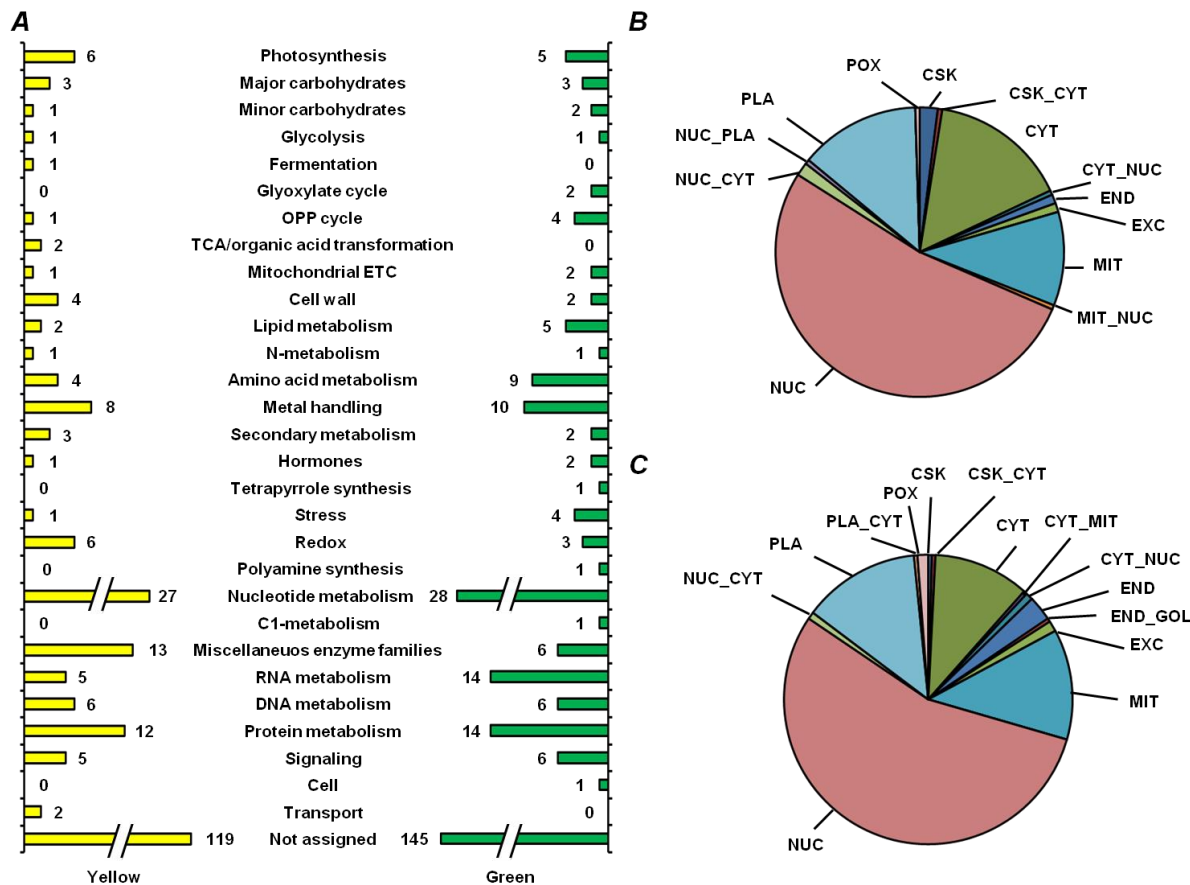 A
6 Photosynthesis 5
3 Major carbohydrates 3
1 Minor carbohydrates 2
1 Glycolysis 1
1 Fermentation 0
0 Glyoxylate cycle 2
1 OPP cycle 4
2 TCA/organic acid transformation 0
1 Mitochondrial ETC 2
4 Cell wall 2
2 Lipid metabolism 5
1 N-metabolism 1
4 Amino acid metabolism 9
8 Metal handling 10
3 Secondary metabolism 2
1 Hormones 2
0 Tetrapyrrole synthesis 1
1 Stress 4
6 Redox 3
0 Polyamine synthesis 1
27 Nucleotide metabolism 28
0 C1-metabolism 1
13 Miscellaneuos enzyme families 6
5 RNA metabolism 14
6 DNA metabolism 6
12 Protein metabolism 14
5 Signaling 6
0 Cell 1
2 Transport 0
119 Not assigned 145
Yellow Green
B
POX
CSK
CSK_CYT
CYT
CYT_NUC
END
EXC
MIT
MIT_NUC
NUC
NUC_CYT
NUC_PLA
PLA
C
CSK
CSK_CYT
CYT
CYT_MIT
CYT_NUC
END
END_GOL
EXC
MIT
NUC
NUC_CYT
PLA
PLA_CYT
POX